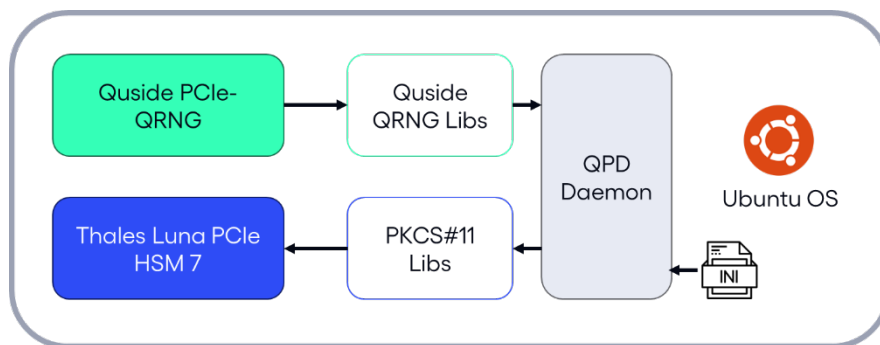 Quside PCIe-
QRNG
Quside
QRNG Libs
QPD
Daemon
Ubuntu OS
Thales Luna PCIe
HSM 7
PKCS#11
Libs
INI